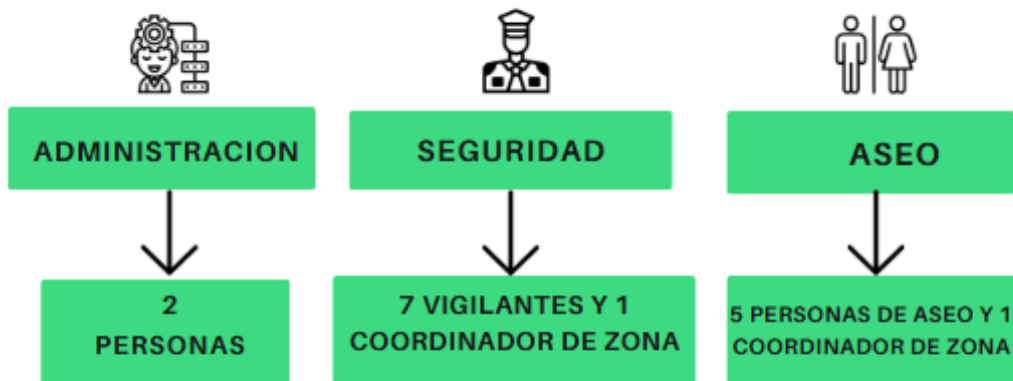 ADMINISTRACION
2
PERSONAS
SEGURIDAD
7 VIGILANTES Y 1
COORDINADOR DE ZONA
ASEO
5 PERSONAS DE ASEO Y 1
COORDINADOR DE ZONA